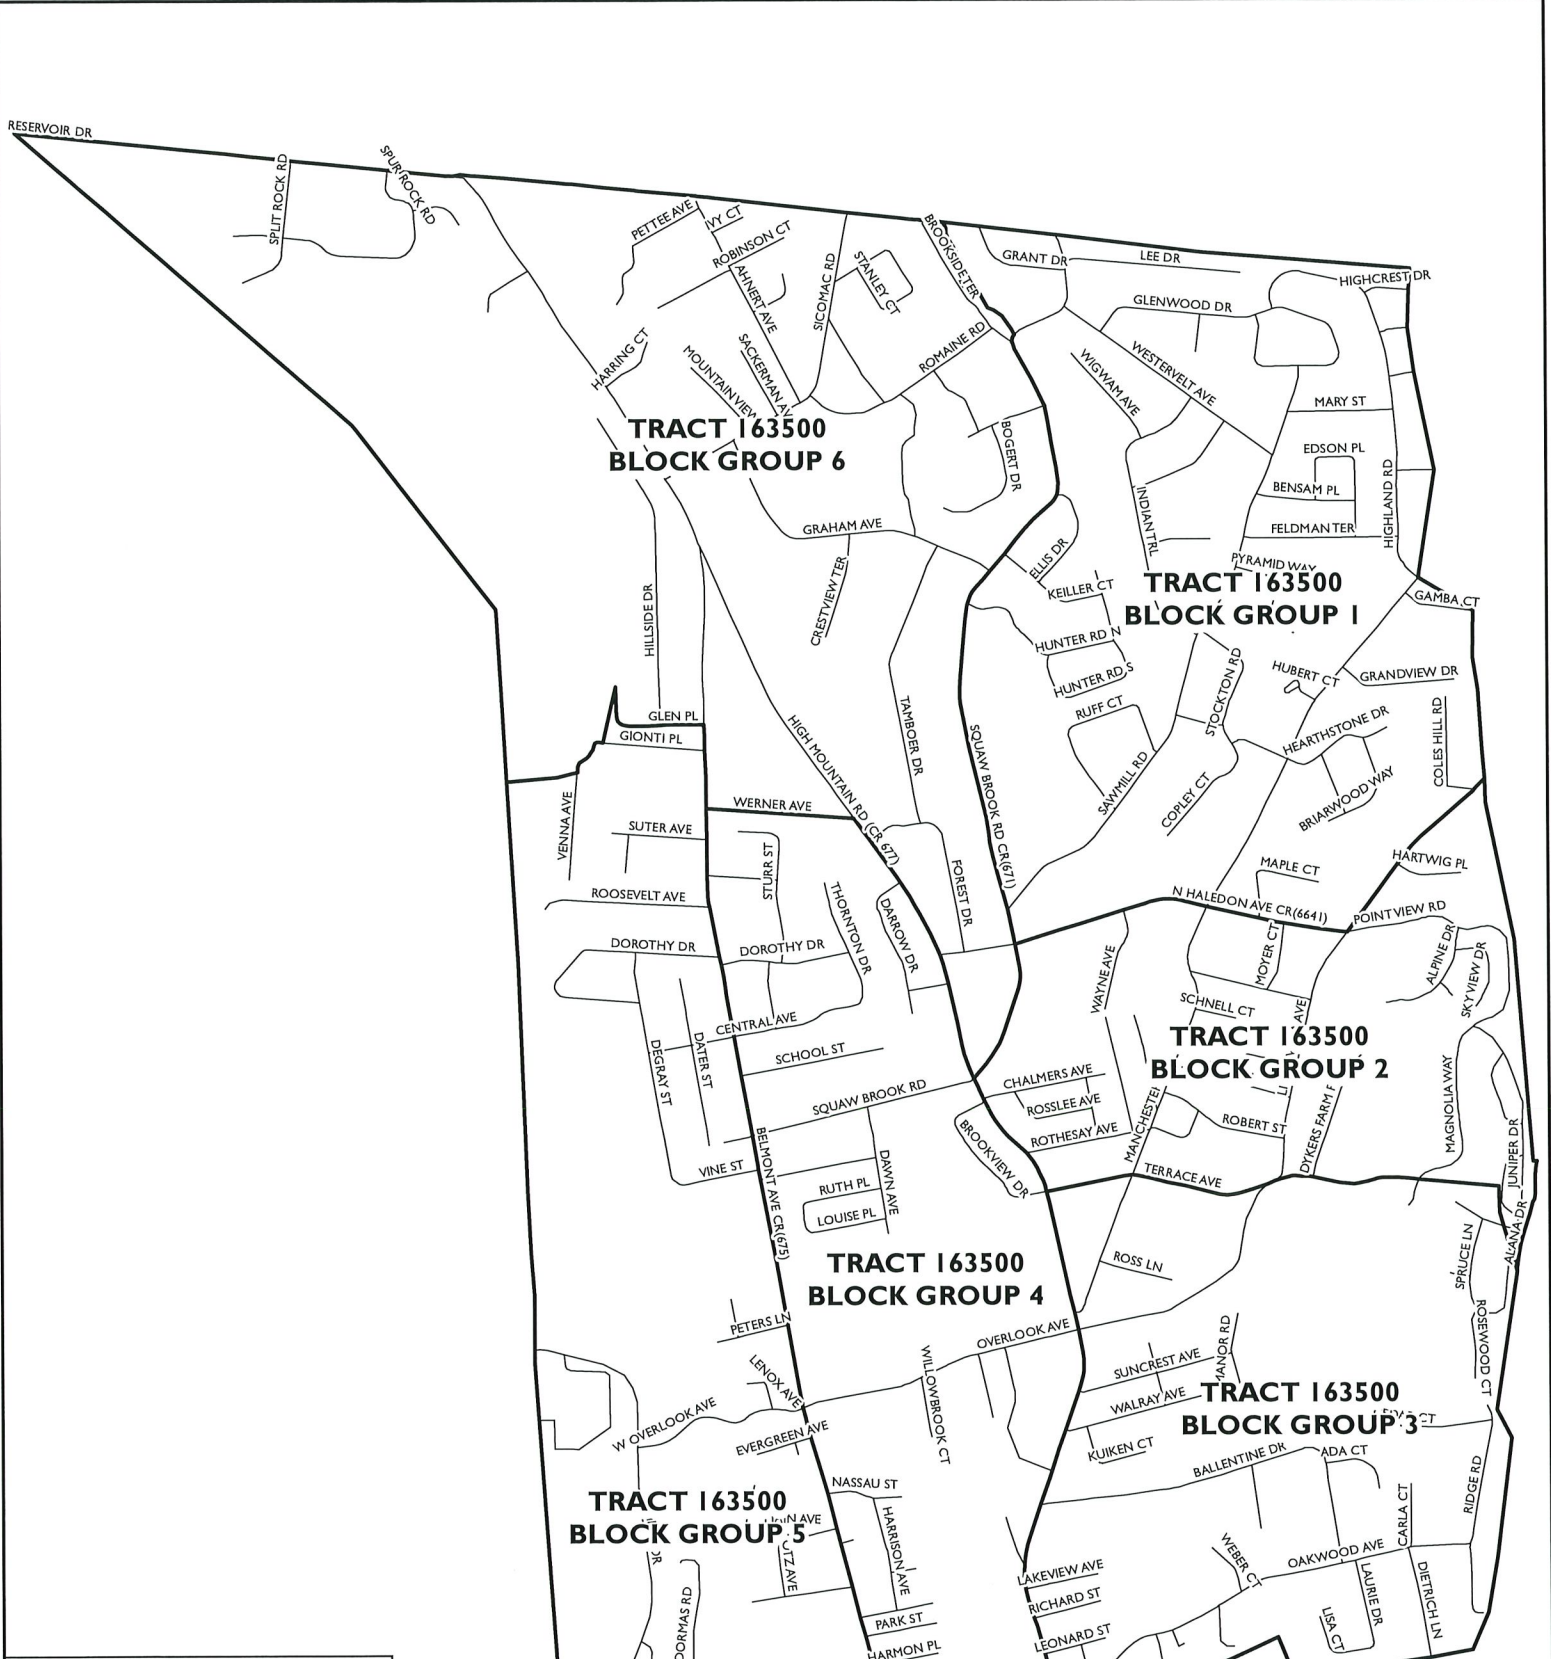 RESERVOIR DR
SPLIT ROCK RD
SPUR ROCK RD
PETTEE AVE
IVY CT
ROBINSON CT
AHNERT AVE
SICOMAC RD
STANLEY CT
BROOKSIDE TER
GRANT DR
LEE DR
HIGHCREST DR
GLENWOOD DR
HARRING CT
MOUNTAIN VIEW
SACKERMAN AV
ROMAINE RD
WIGWAM AVE
WESTERVELT AVE
MARY ST
TRACT 163500
BLOCK GROUP 6
BOGERT DR
EDSON PL
BENSAM PL
HIGHLAND RD
INDIAN TRL
FELDMAN TER
GRAHAM AVE
CRESTVIEW TER
ELLIS DR
KEILLER CT
PYRAMID WAY
TRACT 163500
BLOCK GROUP 1
GAMBA CT
HILLSIDE DR
HUNTER RD N
HUNTER RD S
STOCKTON RD
HUBERT CT
GRANDVIEW DR
RUFF CT
GLEN PL
GIONTI PL
HIGH MOUNTAIN RD (CR 677)
TAMBOER DR
SQUAW BROOK RD CR(671)
HEARTHSTONE DR
COLES HILL RD
SAWMILL RD
COPLEY CT
BRIARWOOD WAY
WERNER AVE
VENNA AVE
SUTER AVE
STURR ST
MAPLE CT
HARTWIG PL
ROOSEVELT AVE
THORNTON DR
DARROW DR
FOREST DR
N HALEDON AVE CR(6641)
POINT VIEW RD
DOROTHY DR
DOROTHY DR
WAYNE AVE
MOYER CT
ALPINE DR
SKYVIEW DR
SCHNELL CT
AVE
CENTRAL AVE
TRACT 163500
BLOCK GROUP 2
DEGRAY ST
DATER ST
SCHOOL ST
SQUAW BROOK RD
CHALMERS AVE
ROSSLEE AVE
ROTHESAY AVE
MANCHESTER
ROBERT ST
DYKERS FARM R
MAGNOLIA WAY
JUNIPER DR
BROOKVIEW DR
BELMONT AVE CR(675)
VINE ST
DAWN AVE
RUTH PL
LOUISE PL
TERRACE AVE
ALANA DR
SPRUCE LN
ROSS LN
TRACT 163500
BLOCK GROUP 4
PETERS LN
OVERLOOK AVE
ROSEWOOD CT
LENOX AVE
WILLOWBROOK CT
SUNCREST AVE
MANOR RD
WALRAY AVE
TRACT 163500
BLOCK GROUP 3
CT
W OVERLOOK AVE
EVERGREEN AVE
KUIKEN CT
BALLENTINE DR
ADA CT
NASSAU ST
RIDGE RD
CARLA CT
TRACT 163500
BLOCK GROUP 5
AVE
HARRISON AVE
DR
TZ AVE
WEBER CT
OAKWOOD AVE
LAKEVIEW AVE
RICHARD ST
LAURIE DR
DIETRICH LN
DORMAS RD
PARK ST
LISA CT
HARMON PL
LEONARD ST